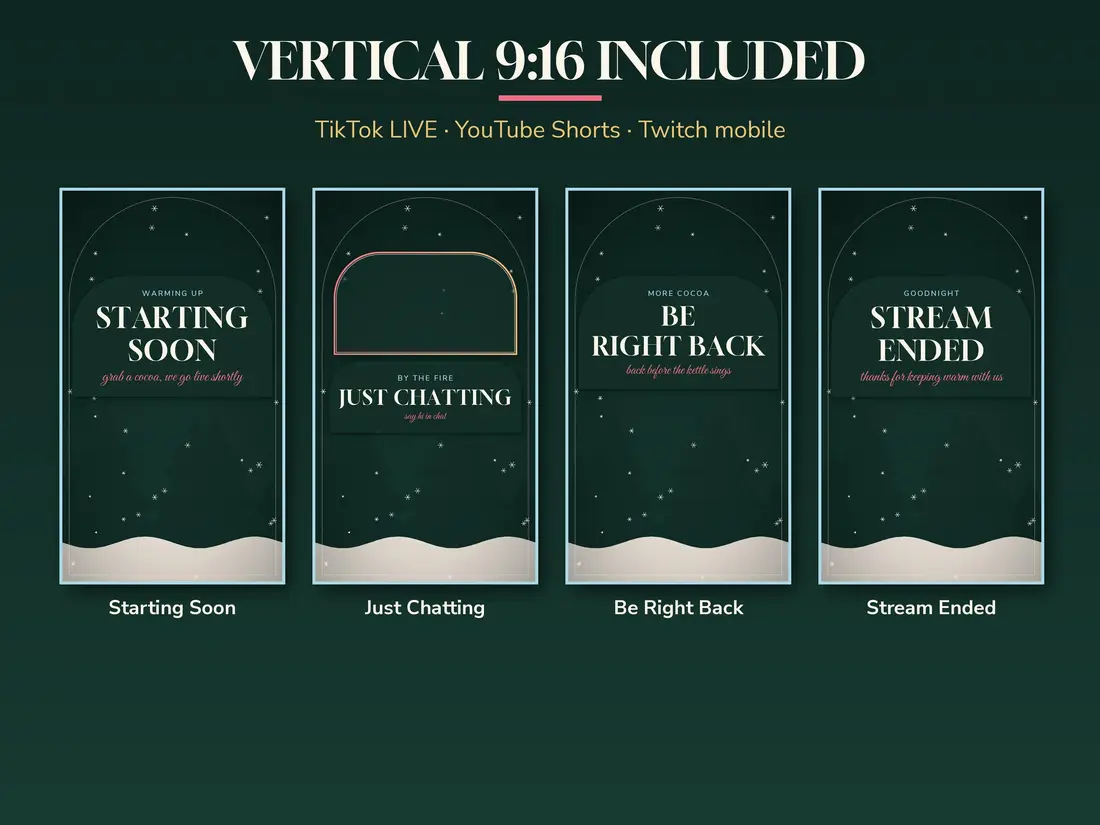 VERTICAL 9:16 INCLUDED
TikTok LIVE · YouTube Shorts · Twitch mobile
WARMING UP
STARTING
SOON
grab a cocoa, we go live shortly
BY THE FIRE
JUST CHATTING
say hi in chat
MORE COCOA
BE
RIGHT BACK
back before the kettle sings
GOODNIGHT
STREAM
ENDED
thanks for keeping warm with us
Starting Soon
Just Chatting
Be Right Back
Stream Ended